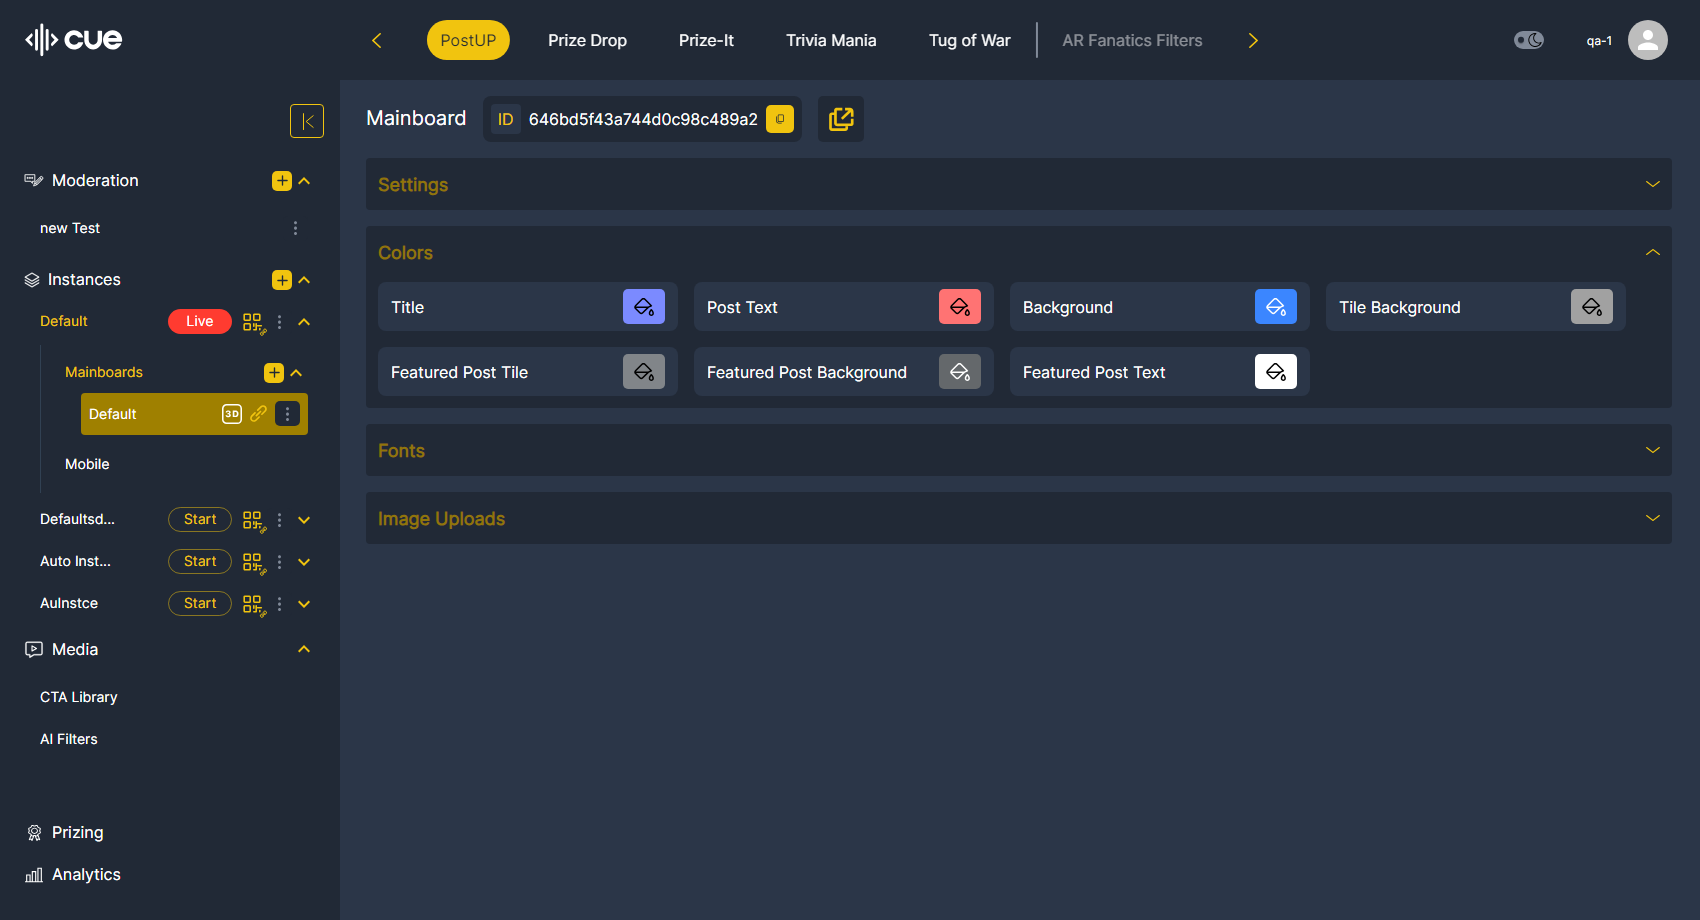 cue
PostUP Prize Drop Prize-It Trivia Mania Tug of War AR Fanatics Filters qa-1
Mainboard ID 646bd5f43a744d0c98c489a2
Moderation
new Test
Instances
Default Live
Mainboards
Default 3D
Mobile
Defaultsd... Start
Auto Inst... Start
AuInstce Start
Media
CTA Library
AI Filters
Prizing
Analytics
Settings
Colors
Title Post Text Background Tile Background
Featured Post Tile Featured Post Background Featured Post Text
Fonts
Image Uploads